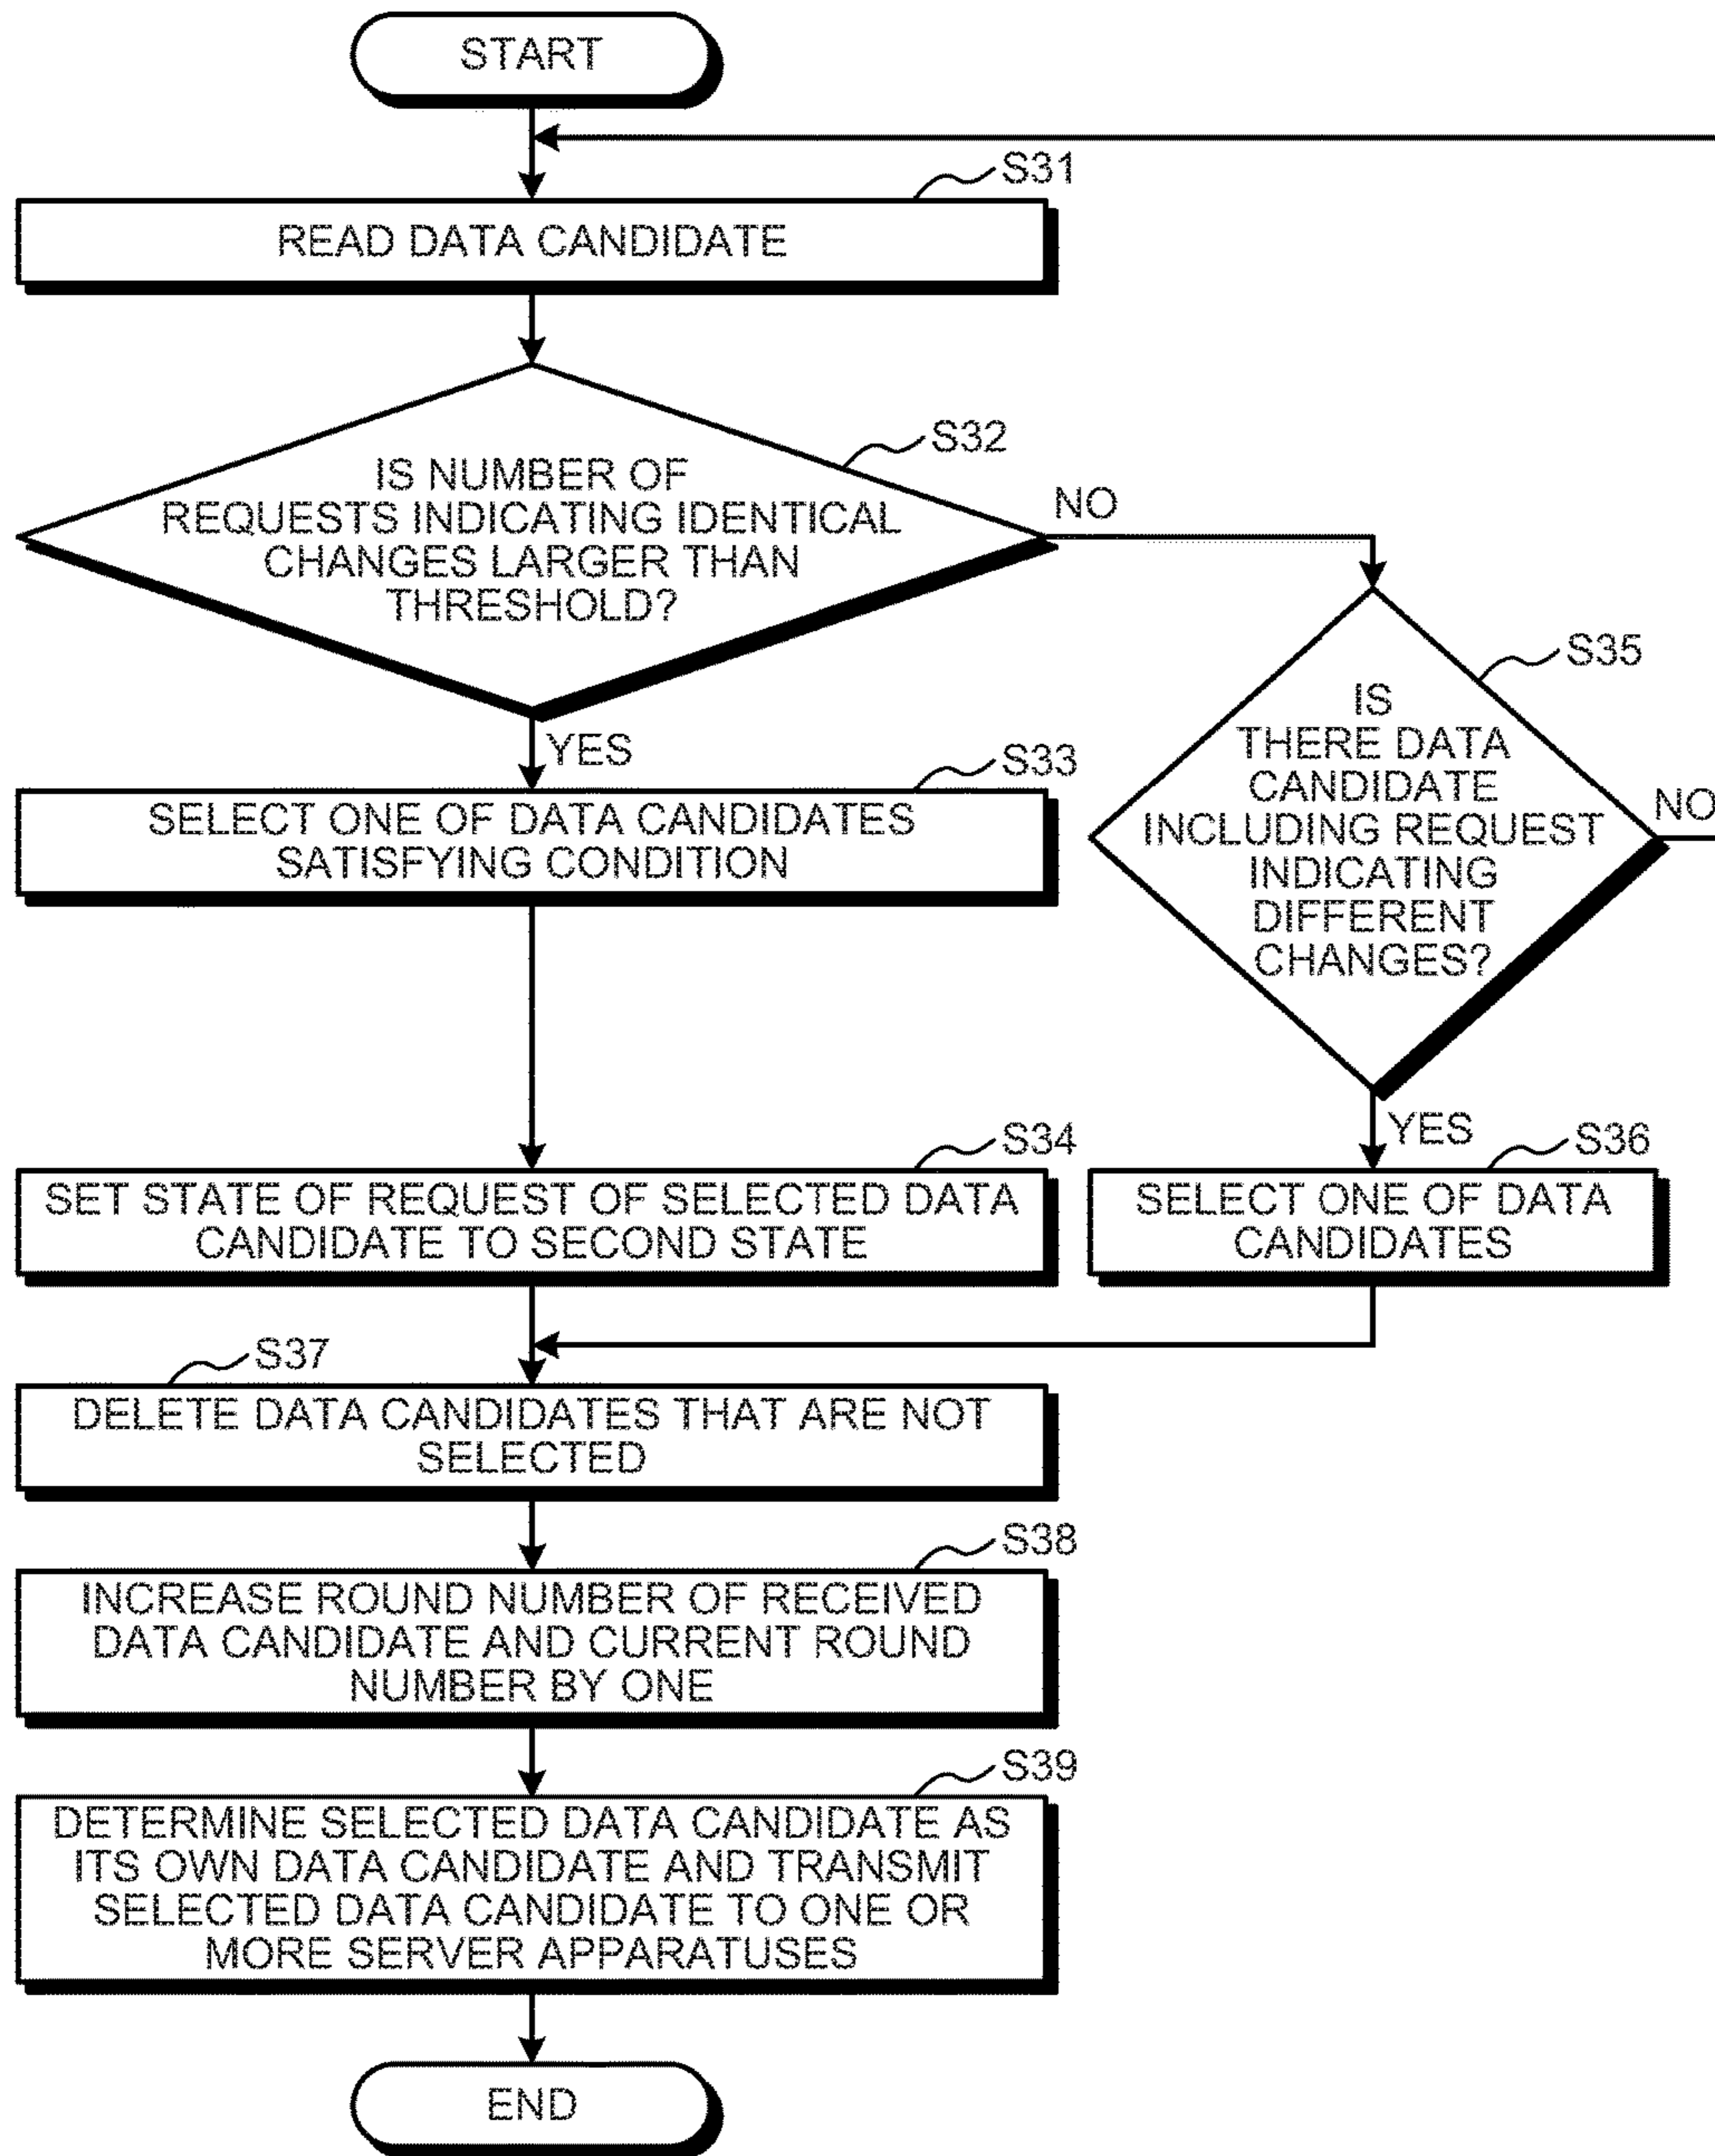 START
S31
READ DATA CANDIDATE
S32
IS NUMBER OF
REQUESTS INDICATING IDENTICAL
CHANGES LARGER THAN
THRESHOLD?
NO
YES
S33
SELECT ONE OF DATA CANDIDATES
SATISFYING CONDITION
S35
IS
THERE DATA
CANDIDATE
INCLUDING REQUEST
INDICATING
DIFFERENT
CHANGES?
NO
YES
S34
SET STATE OF REQUEST OF SELECTED DATA
CANDIDATE TO SECOND STATE
S36
SELECT ONE OF DATA
CANDIDATES
S37
DELETE DATA CANDIDATES THAT ARE NOT
SELECTED
S38
INCREASE ROUND NUMBER OF RECEIVED
DATA CANDIDATE AND CURRENT ROUND
NUMBER BY ONE
S39
DETERMINE SELECTED DATA CANDIDATE AS
ITS OWN DATA CANDIDATE AND TRANSMIT
SELECTED DATA CANDIDATE TO ONE OR
MORE SERVER APPARATUSES
END